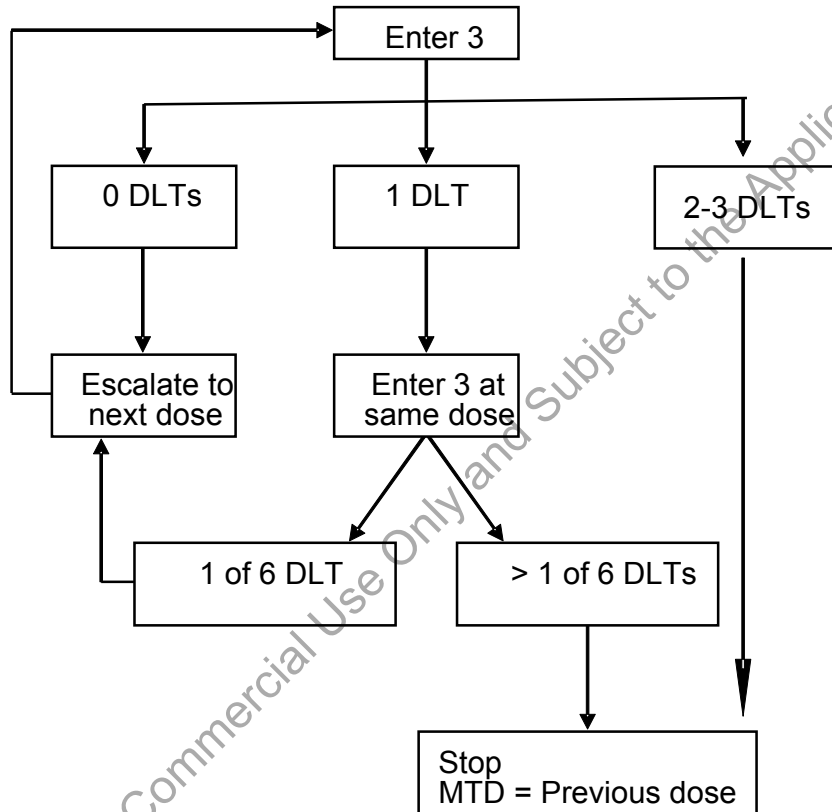 Enter 3
0 DLTs
1 DLT
2-3 DLTs
Escalate to
next dose
Enter 3 at
same dose
1 of 6 DLT
> 1 of 6 DLTs
Stop
MTD = Previous dose
Commercial Use Only and Subject to the Applic